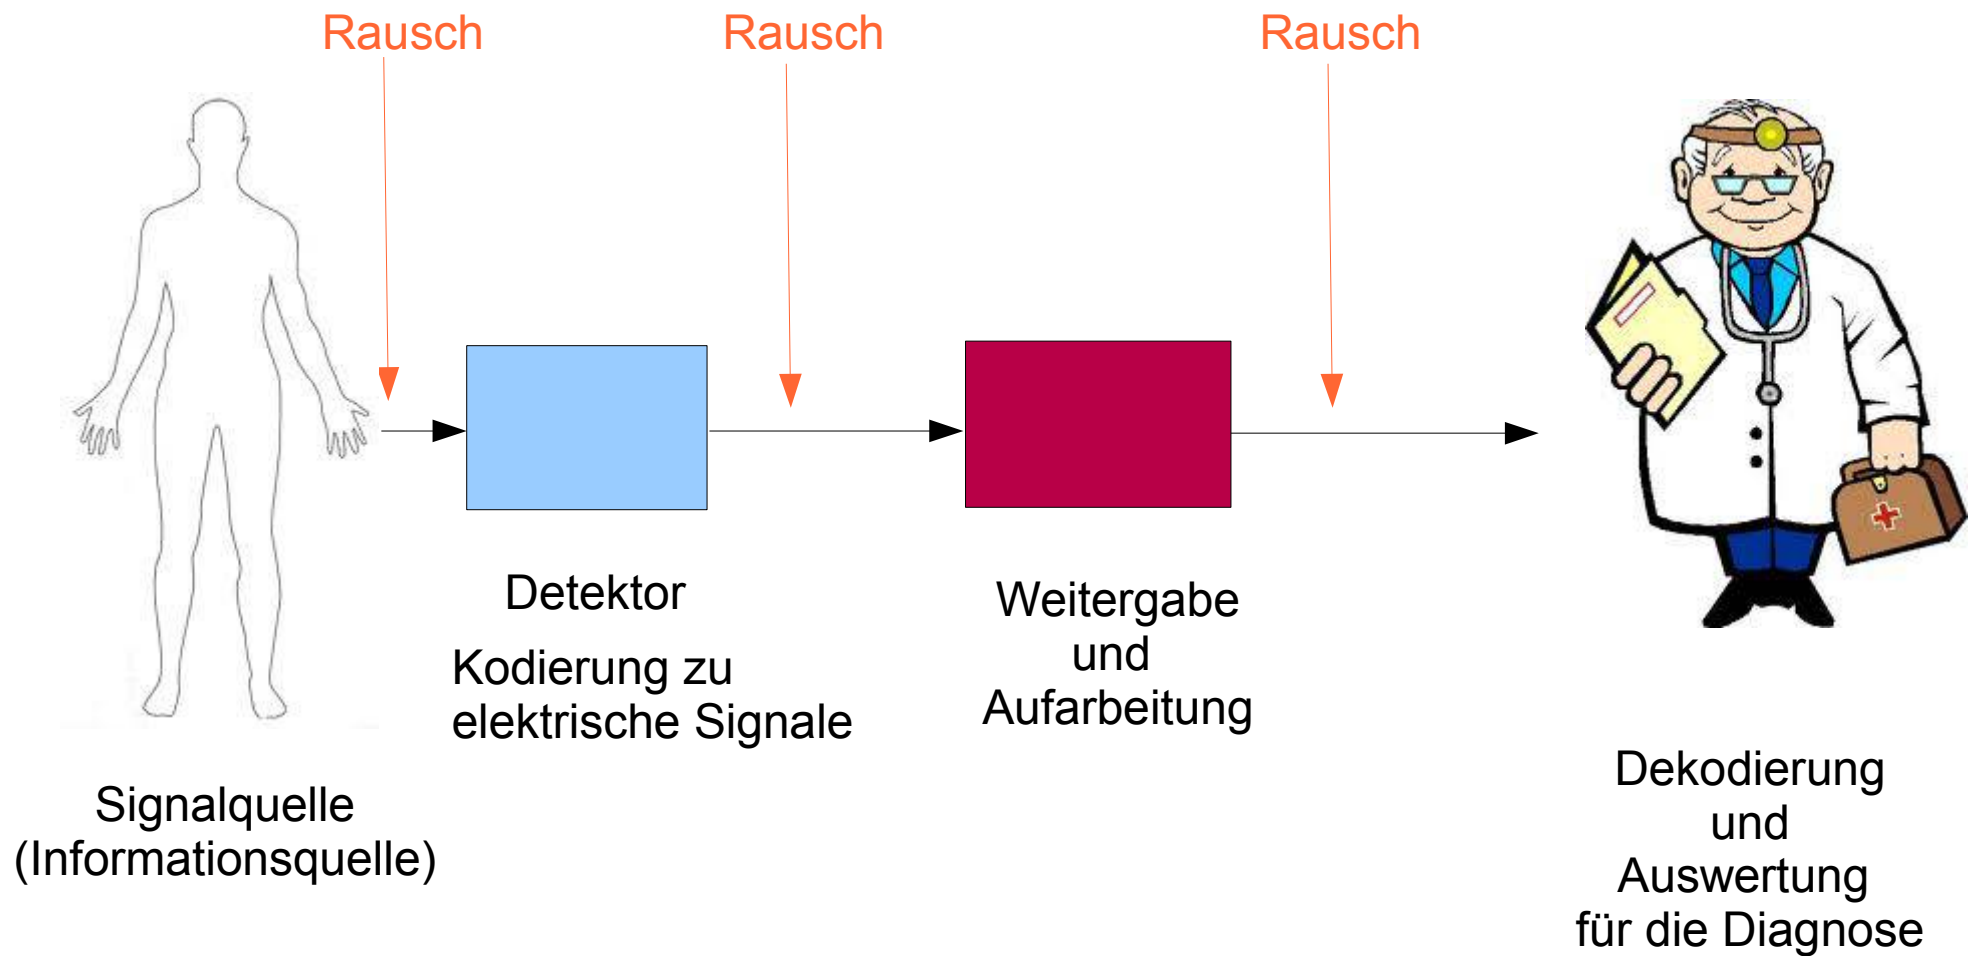 Rausch
Rausch
Rausch
Detektor
Kodierung zu
elektrische Signale
Weitergabe
und
Aufarbeitung
Signalquelle
(Informationsquelle)
Dekodierung
und
Auswertung
für die Diagnose